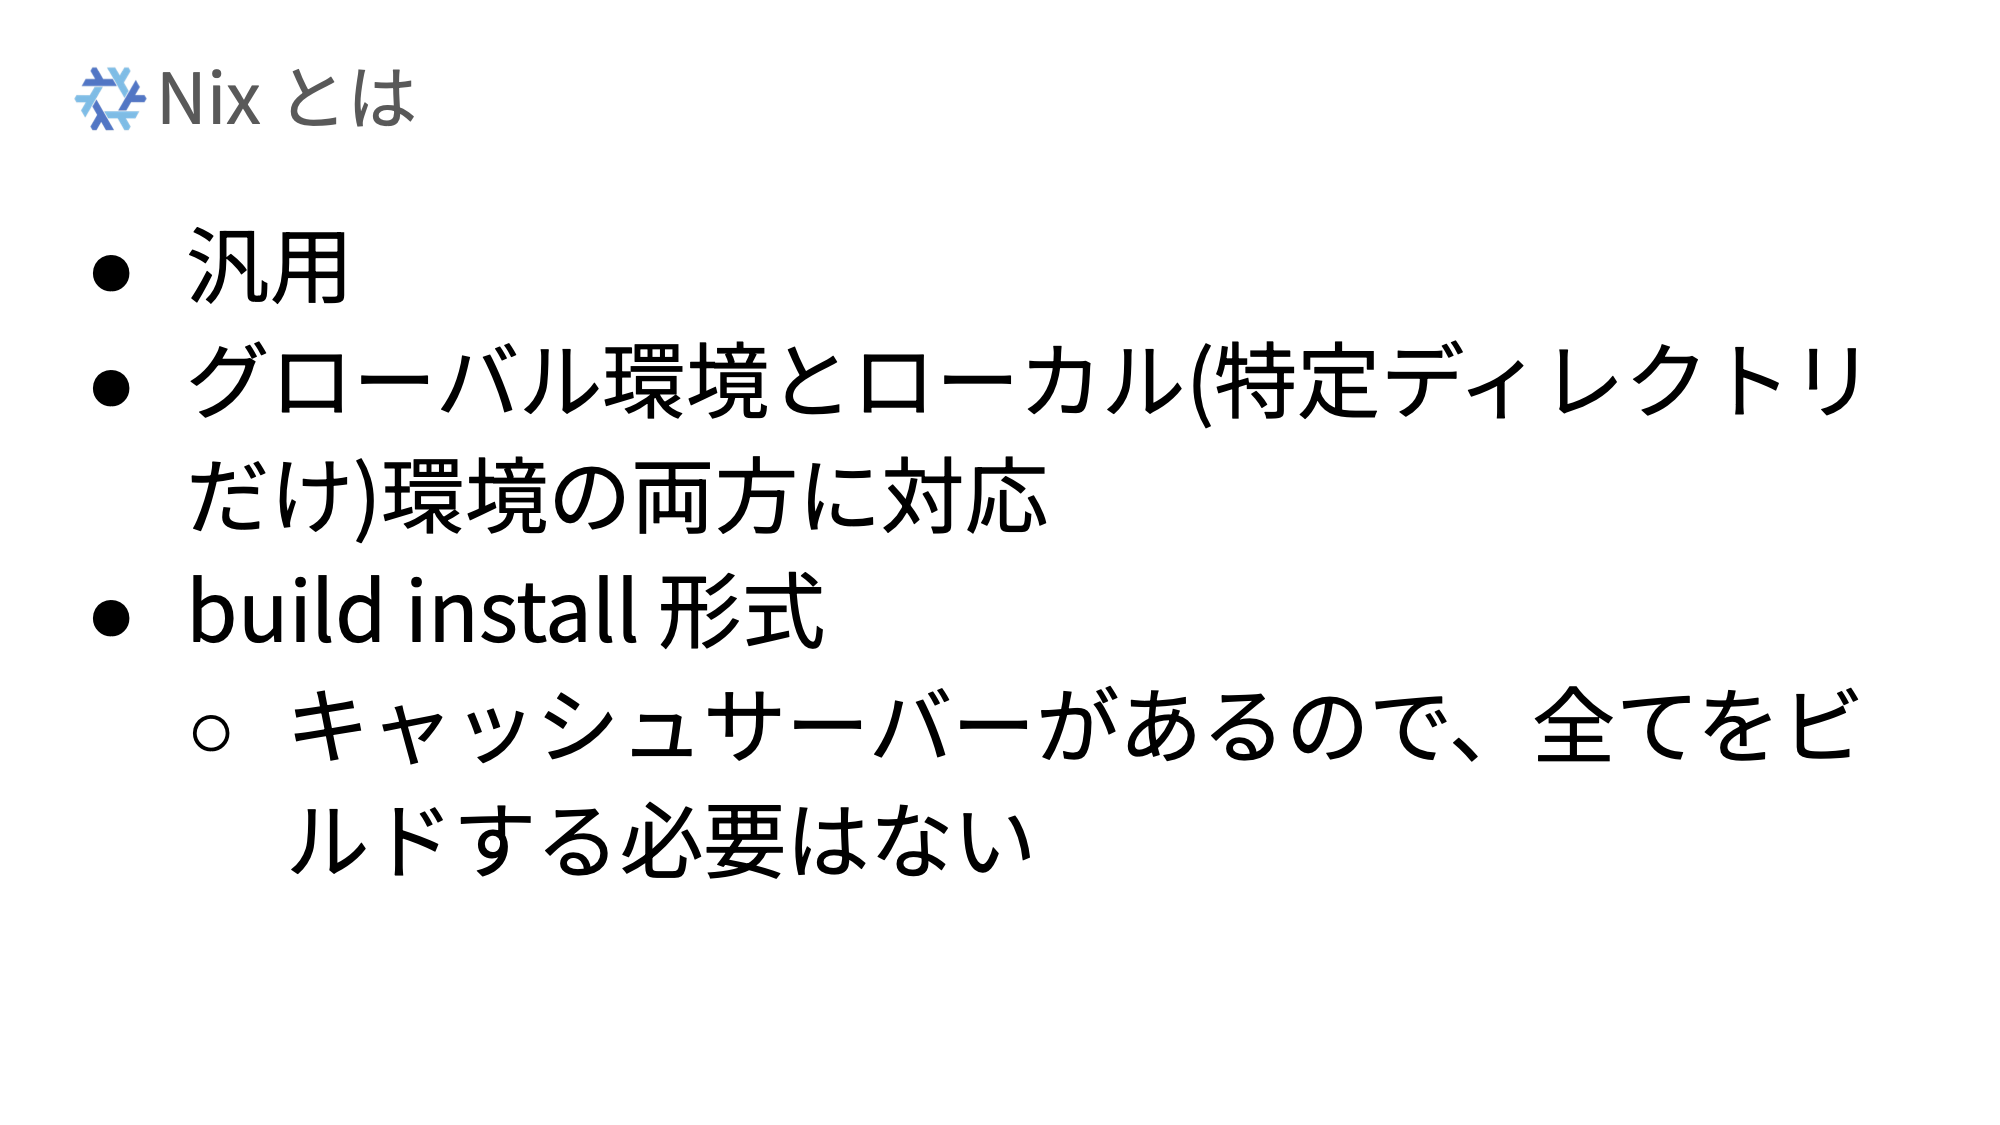 Nix とは
● 汎用
● グローバル環境とローカル(特定ディレクトリ
だけ)環境の両方に対応
● build install 形式
○ キャッシュサーバーがあるので、全てをビ
ルドする必要はない